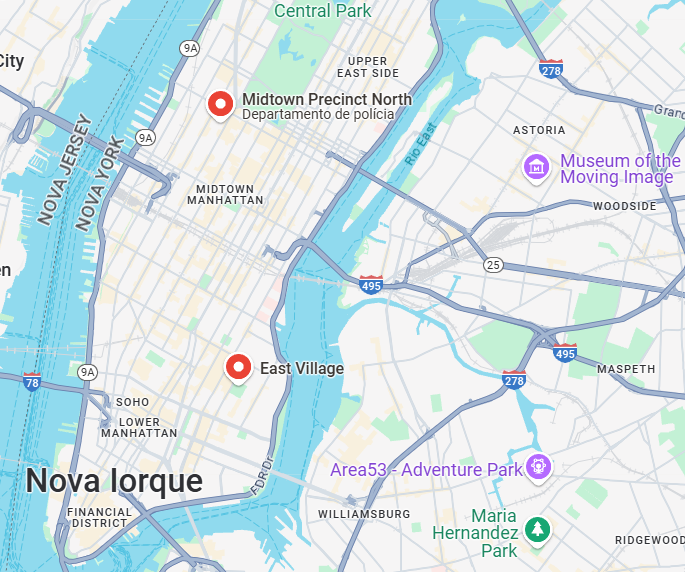 Central Park
9A
City
UPPER
EAST SIDE
278
Midtown Precinct North
Departamento de polícia
Grand
9A
ASTORIA
Rio East
NOVA JERSEY
NOVA YORK
Museum of the
Moving Image
MIDTOWN
MANHATTAN
WOODSIDE
25
en
495
495
East Village
9A
78
278
MASPETH
SOHO
LOWER
MANHATTAN
Area53 - Adventure Park
Nova Iorque
FDR Dr
FINANCIAL
DISTRICT
WILLIAMSBURG
Maria
Hernandez
Park
RIDGEWOOD